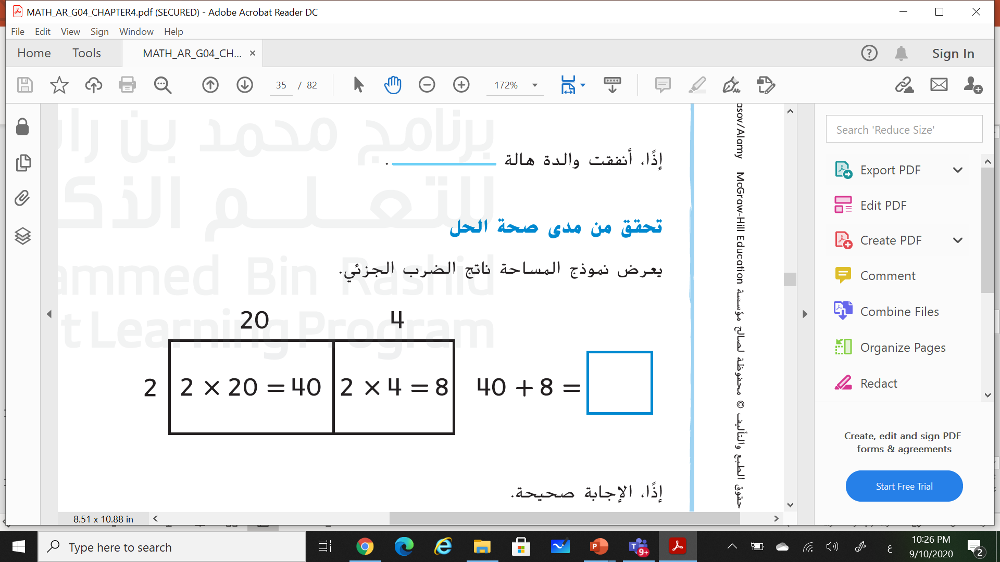 MATH_AR_G04_CHAPTER4.pdf (SECURED) - Adobe Acrobat Reader DC
File Edit View Sign Window Help
Home Tools MATH_AR_G04_CH... × Sign In
35 / 82 172%
برنامج محمد بن را
إذًا، أنفقت والدة هالة ________.
للتعلم الذك
تحقق من مدى صحة الحل
ammed Bin Rashid
يعرض نموذج المساحة ناتج الضرب الجزئي.
t Learning Program
20 4
2 2 × 20 = 40 2 × 4 = 8 40 + 8 =
إذًا، الإجابة صحيحة.
asov/Alamy McGraw-Hill Education حقوق الطبع والتأليف © محفوظة لصالح مؤسسة
8.51 x 10.88 in
Search 'Reduce Size'
Export PDF
Edit PDF
Create PDF
Comment
Combine Files
Organize Pages
Redact
Create, edit and sign PDF
forms & agreements
Start Free Trial
Type here to search
P
T 9+
ع
10:26 PM
9/10/2020
2